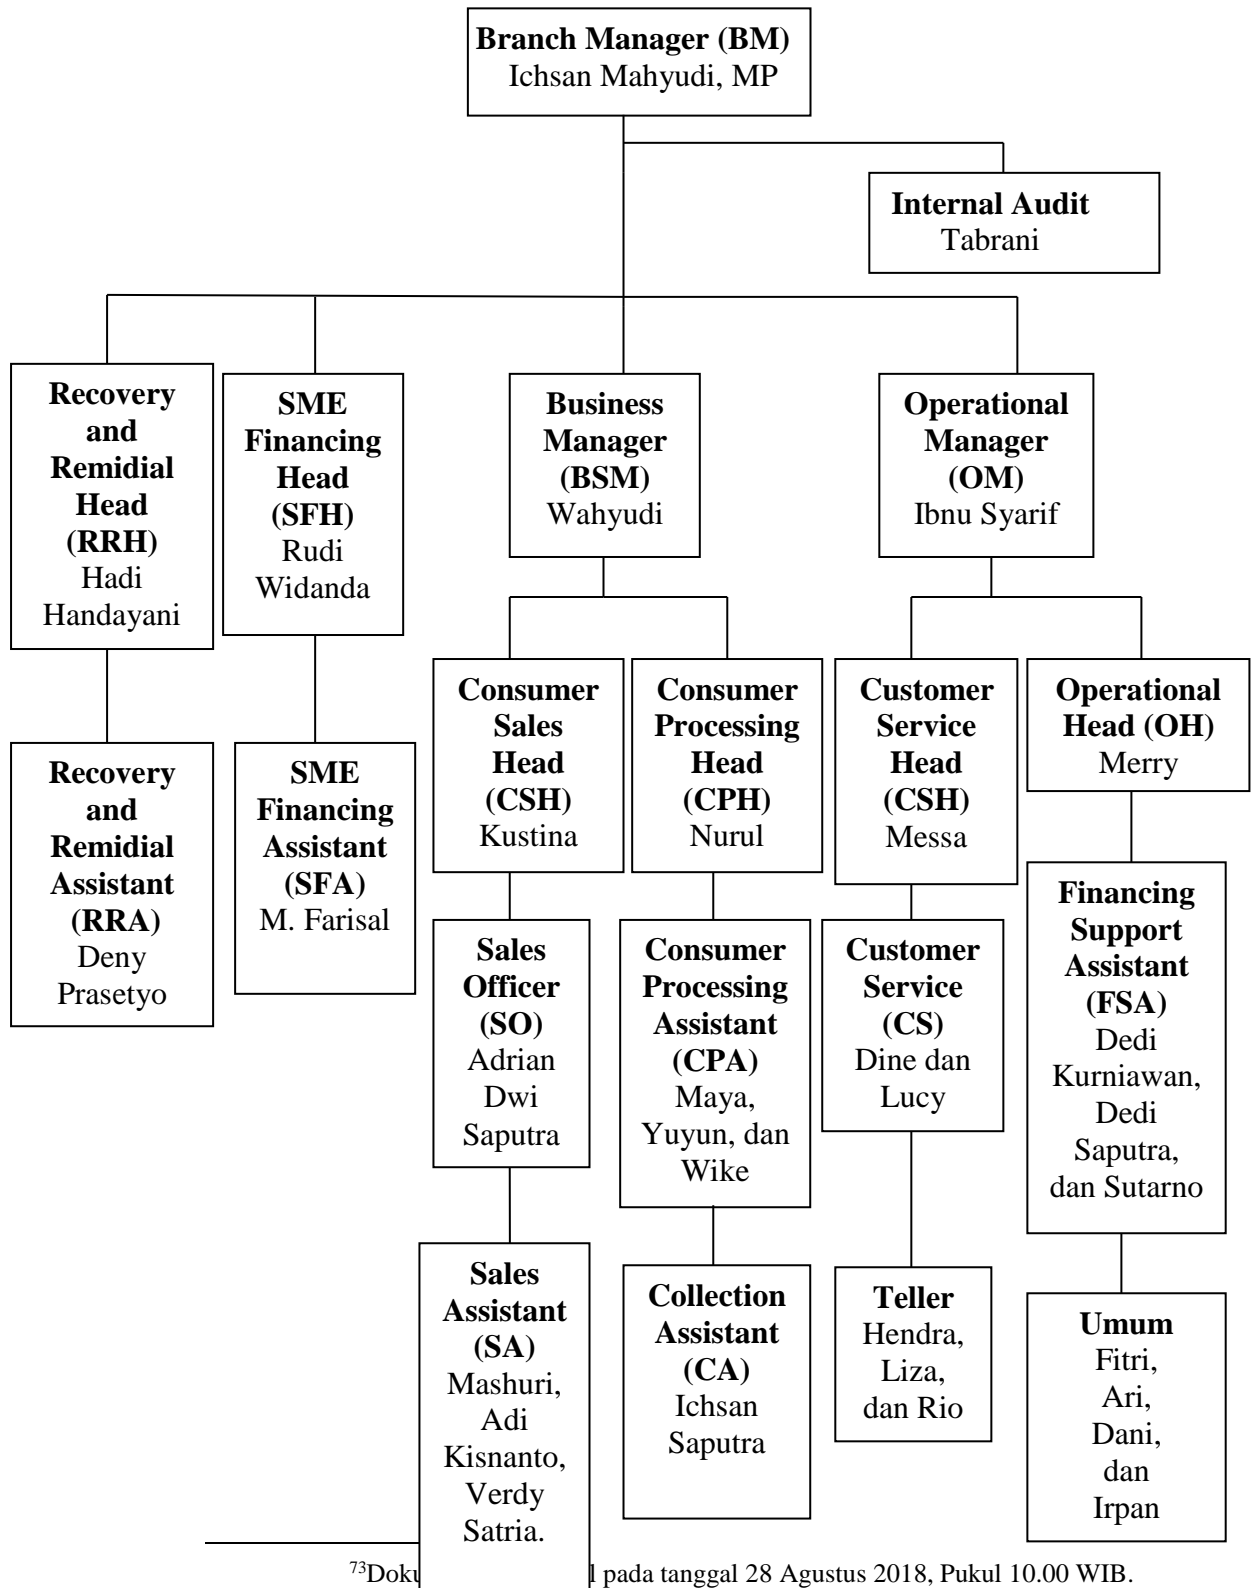 Branch Manager (BM)
Ichsan Mahyudi, MP
Internal Audit
Tabrani
Recovery
and
Remidial
Head
(RRH)
Hadi
Handayani
SME
Financing
Head
(SFH)
Rudi
Widanda
Business
Manager
(BSM)
Wahyudi
Operational
Manager
(OM)
Ibnu Syarif
Recovery
and
Remidial
Assistant
(RRA)
Deny
Prasetyo
SME
Financing
Assistant
(SFA)
M. Farisal
Consumer
Sales
Head
(CSH)
Kustina
Consumer
Processing
Head
(CPH)
Nurul
Customer
Service
Head
(CSH)
Messa
Operational
Head (OH)
Merry
Sales
Officer
(SO)
Adrian
Dwi
Saputra
Consumer
Processing
Assistant
(CPA)
Maya,
Yuyun, dan
Wike
Customer
Service
(CS)
Dine dan
Lucy
Financing
Support
Assistant
(FSA)
Dedi
Kurniawan,
Dedi
Saputra,
dan Sutarno
Sales
Assistant
(SA)
Mashuri,
Adi
Kisnanto,
Verdy
Satria.
Collection
Assistant
(CA)
Ichsan
Saputra
Teller
Hendra,
Liza,
dan Rio
Umum
Fitri,
Ari,
Dani,
dan
Irpan
73 pada tanggal 28 Agustus 2018, Pukul 10.00 WIB.